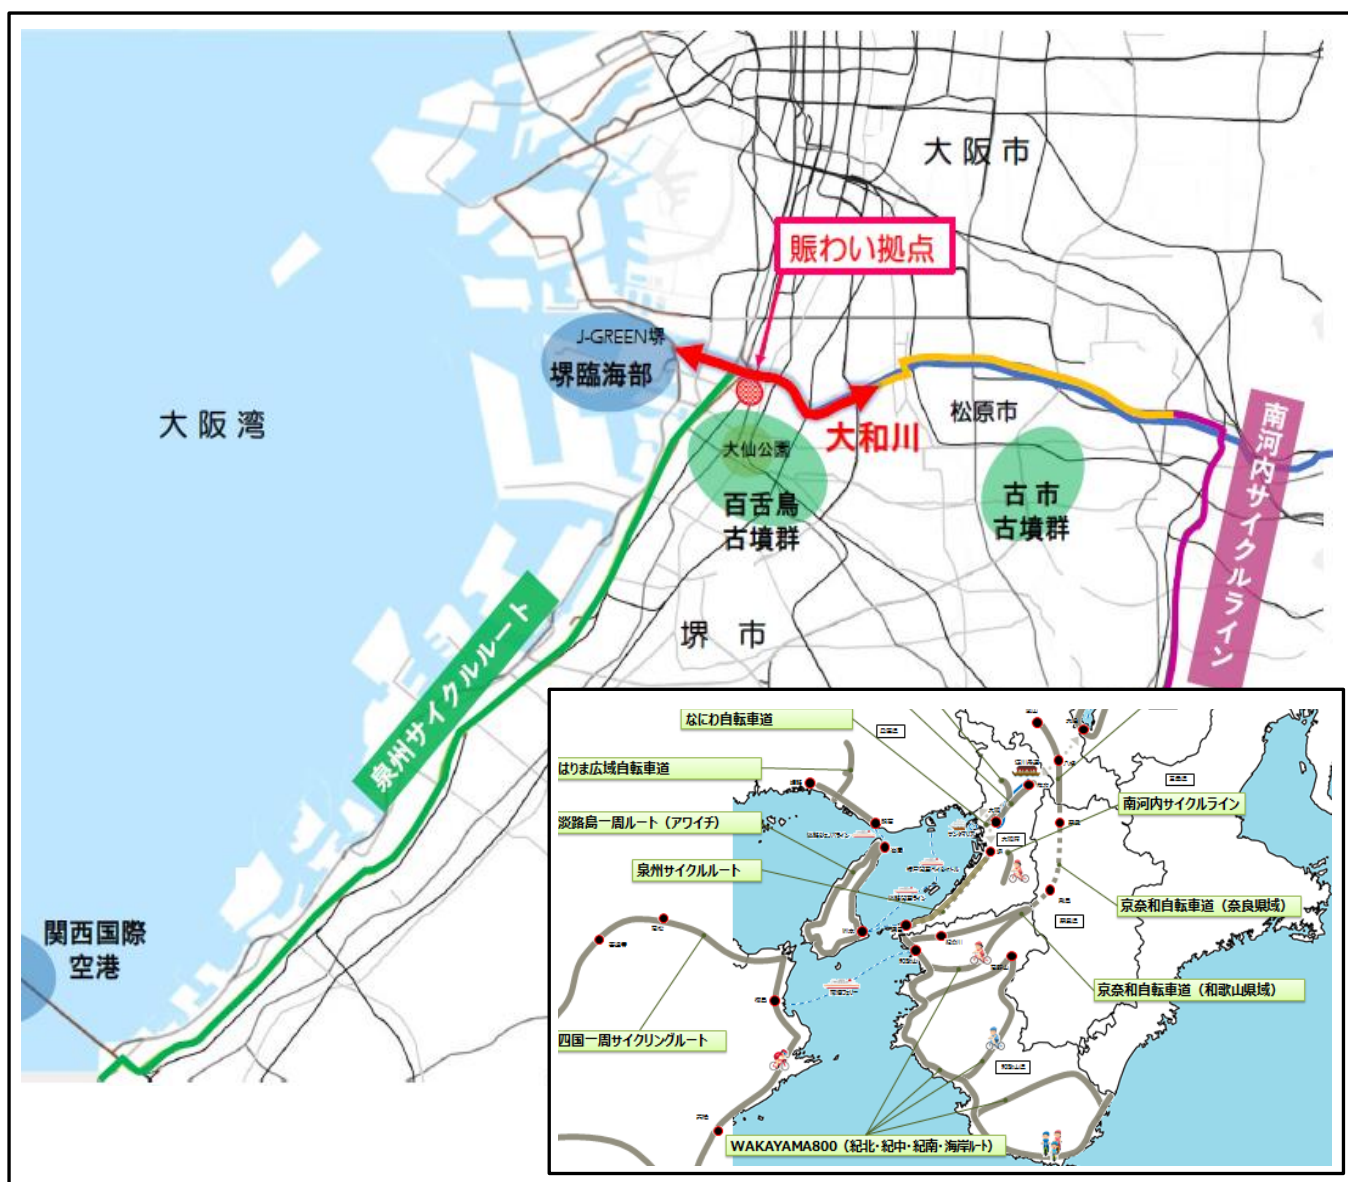 大阪市
賑わい拠点
J-GREEN堺
堺臨海部
大阪湾
松原市
大和川
大仙公園
百舌鳥
古墳群
古市
古墳群
南河内サイクルライン
泉州サイクルルート
堺 市
関西国際
空港
なにわ自転車道
はりま広域自転車道
南河内サイクルライン
淡路島一周ルート（アワイチ）
泉州サイクルルート
京奈和自転車道（奈良県域）
京奈和自転車道（和歌山県域）
四国一周サイクリングルート
WAKAYAMA800（紀北・紀中・紀南・海岸ルート）
和歌山